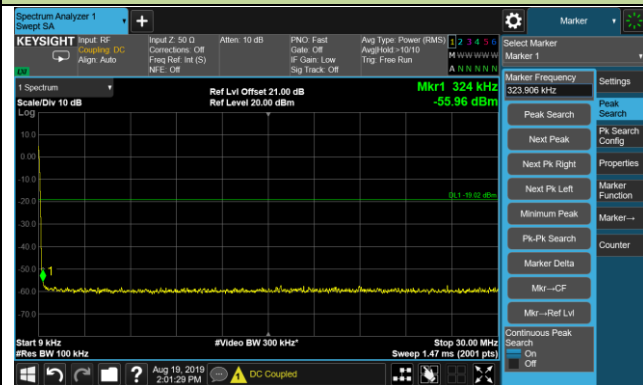 Spectrum Analyzer 1
Swept SA
Marker
KEYSIGHT
Input: RF
Coupling: DC
Align: Auto
Input Z: 50 Ω
Corrections: Off
Freq Ref: Int (S)
NFE: Off
Atten: 10 dB
PNO: Fast
Gate: Off
IF Gain: Low
Sig Track: Off
Avg Type: Power (RMS)
Avg|Hold:>10/10
Trig: Free Run
1 2 3 4 5 6
M W W W W W
A N N N N N
LXI
Select Marker
Marker 1
1 Spectrum
Scale/Div 10 dB
Log
Ref Lvl Offset 21.00 dB
Ref Level 20.00 dBm
Mkr1 324 kHz
-55.96 dBm
10.0
0.00
-10.0
-20.0
-30.0
-40.0
-50.0
-60.0
-70.0
DL1 -19.02 dBm
1
Start 9 kHz
#Res BW 100 kHz
#Video BW 300 kHz*
Stop 30.00 MHz
Sweep 1.47 ms (2001 pts)
Marker Frequency
323.906 kHz
Peak Search
Next Peak
Next Pk Right
Next Pk Left
Minimum Peak
Pk-Pk Search
Marker Delta
Mkr→CF
Mkr→Ref Lvl
Continuous Peak
Search
On
Off
Settings
Peak
Search
Pk Search
Config
Properties
Marker
Function
Marker→
Counter
?
Aug 19, 2019
2:01:29 PM
DC Coupled